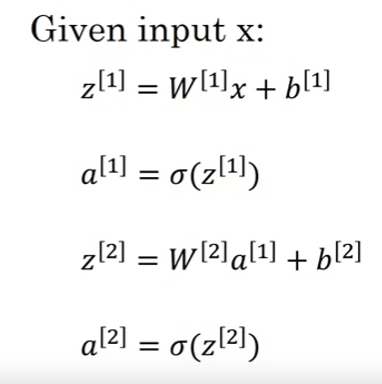 Given input x:
z^[1] = W^[1]x + b^[1]
a^[1] = σ(z^[1])
z^[2] = W^[2]a^[1] + b^[2]
a^[2] = σ(z^[2])